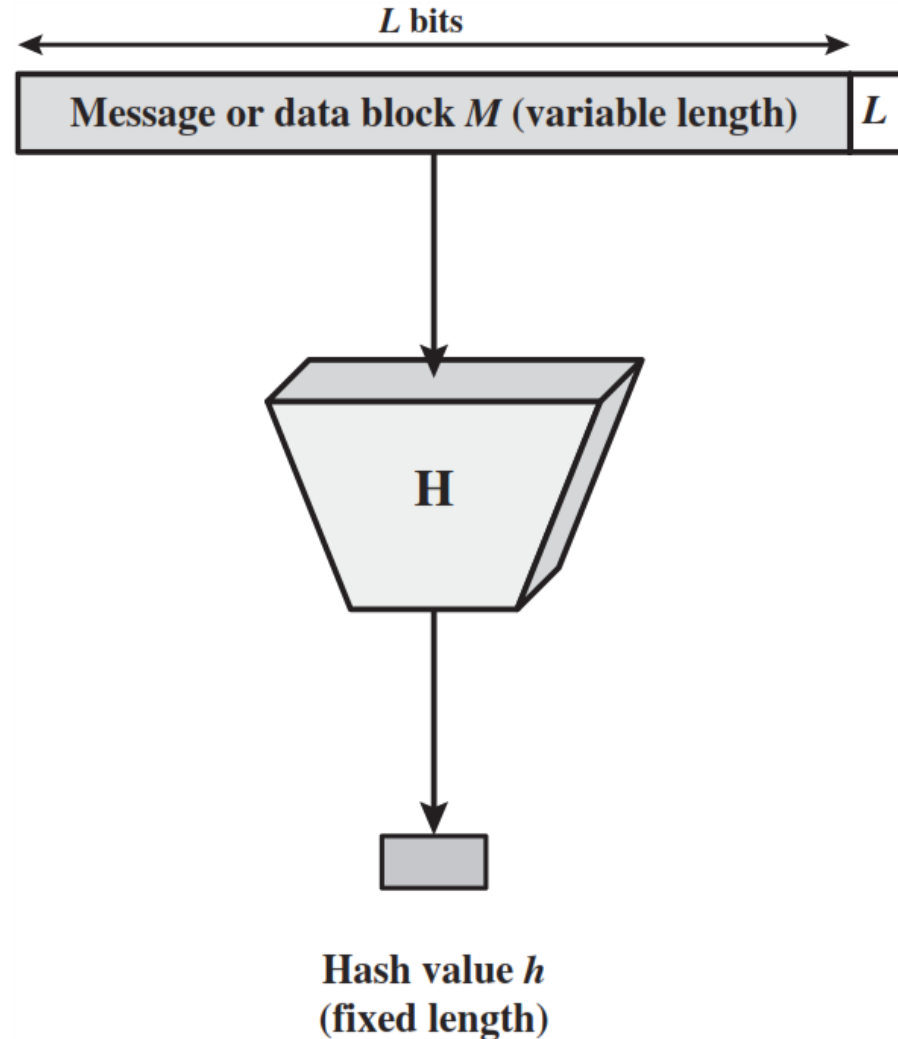 L bits
Message or data block M (variable length) L
H
Hash value h
(fixed length)